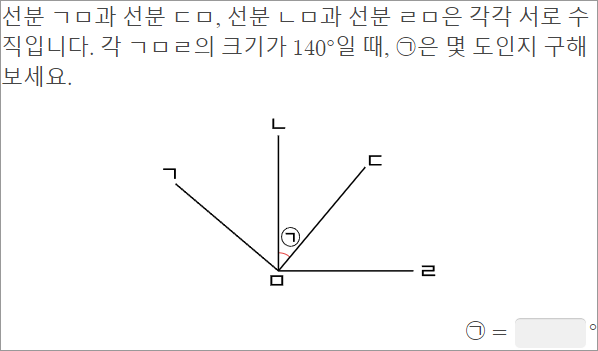 선분 ㄱㅁ과 선분 ㄷㅁ, 선분 ㄴㅁ과 선분 ㄹㅁ은 각각 서로 수
직입니다. 각 ㄱㅁㄹ의 크기가 140°일 때, ㉠은 몇 도인지 구해
보세요.
ㄴ
ㄷ
ㄱ
㉠
ㄹ
ㅁ
㉠ = °